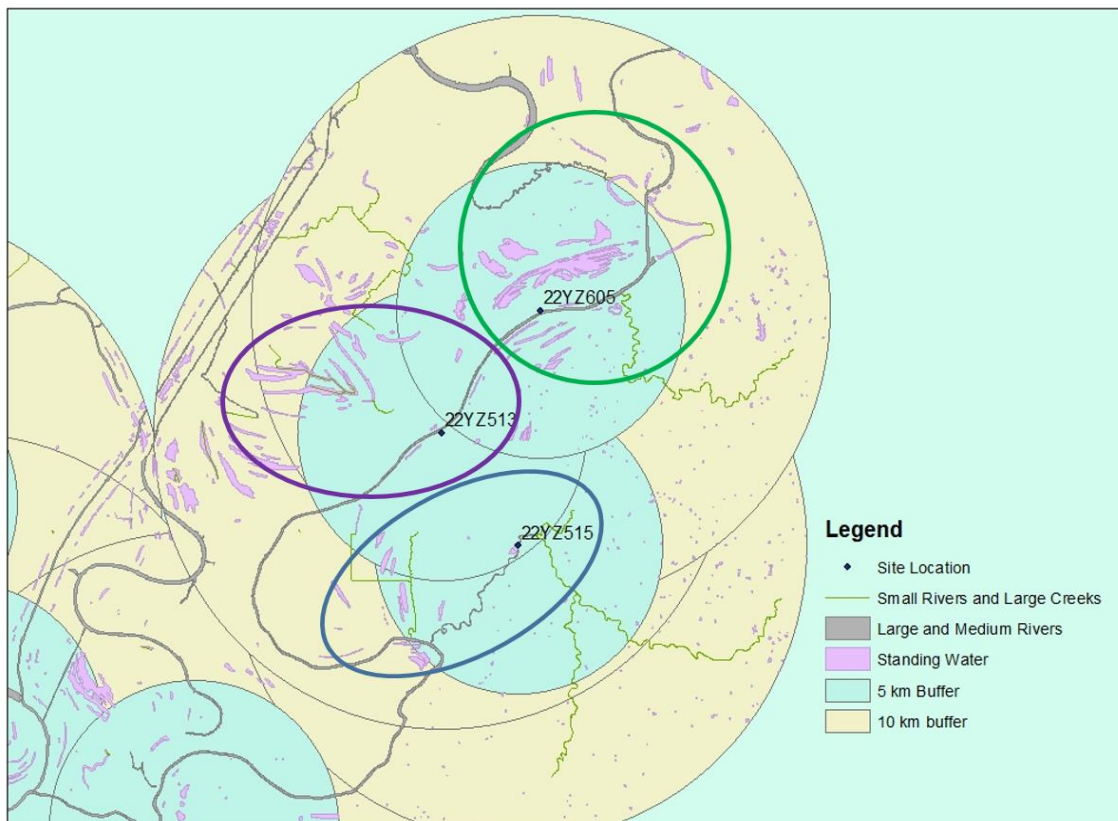 22YZ605
22YZ513
22YZ515
Legend
Site Location
Small Rivers and Large Creeks
Large and Medium Rivers
Standing Water
5 km Buffer
10 km buffer